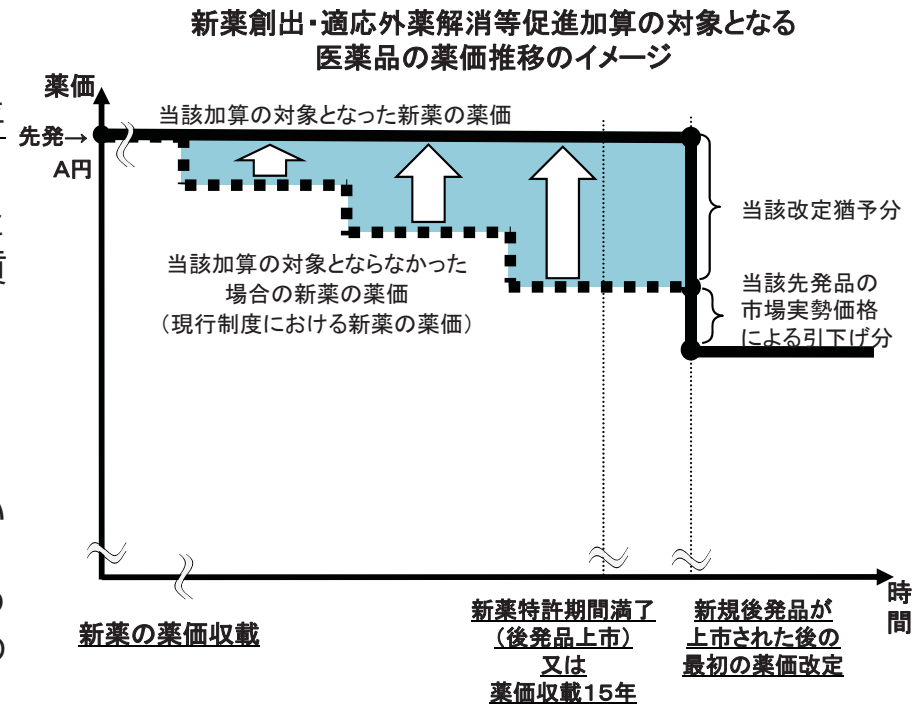 新薬創出・適応外薬解消等促進加算の対象となる
医薬品の薬価推移のイメージ
薬価
当該加算の対象となった新薬の薬価
先発→
A円
当該改定猶予分
当該加算の対象とならなかった
場合の新薬の薬価
(現行制度における新薬の薬価)
当該先発品の
市場実勢価格
による引下げ分
時
間
新薬の薬価収載
新薬特許期間満了
(後発品上市)
又は
薬価収載15年
新規後発品が
上市された後の
最初の薬価改定